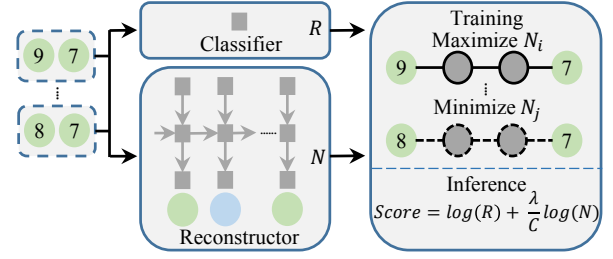 9 7
8 7
Classifier R
N
Reconstructor
Training
Maximize N_i
9 7
Minimize N_j
8 7
Inference
Score = log(R) + \frac{λ}{C} log(N)